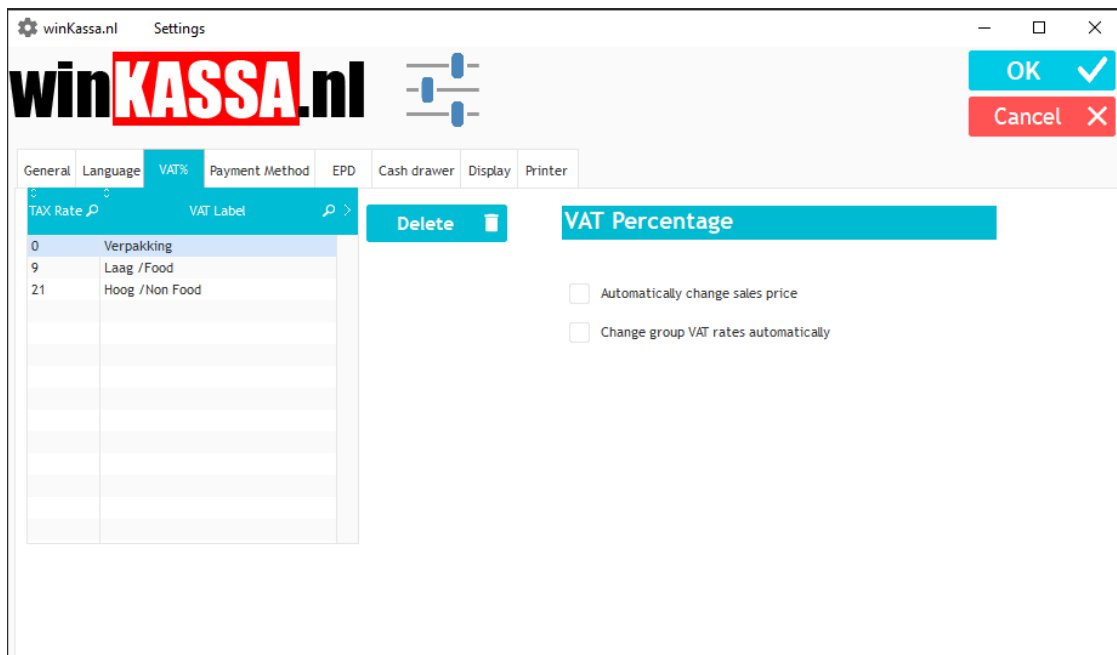 winKassa.nl Settings
winKASSA.nl
OK
Cancel
General Language VAT% Payment Method EPD Cash drawer Display Printer
TAX Rate VAT Label
Delete
VAT Percentage
0 Verpakking
9 Laag /Food
21 Hoog /Non Food
Automatically change sales price
Change group VAT rates automatically